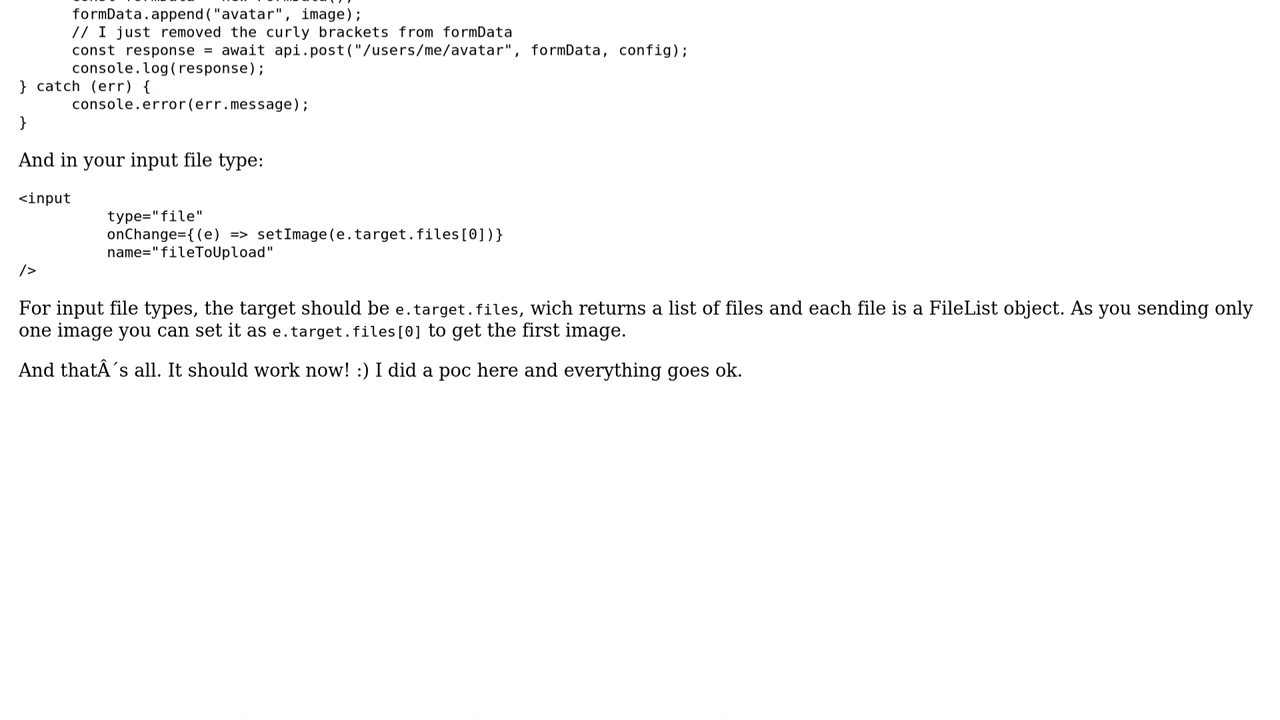 formData.append("avatar", image);
// I just removed the curly brackets from formData
const response = await api.post("/users/me/avatar", formData, config);
console.log(response);
} catch (err) {
console.error(err.message);
}
And in your input file type:
<input
type="file"
onChange={(e) => setImage(e.target.files[0])}
name="fileToUpload"
/>
For input file types, the target should be e.target.files, wich returns a list of files and each file is a FileList object. As you sending only
one image you can set it as e.target.files[0] to get the first image.
And thatÂ´s all. It should work now! :) I did a poc here and everything goes ok.